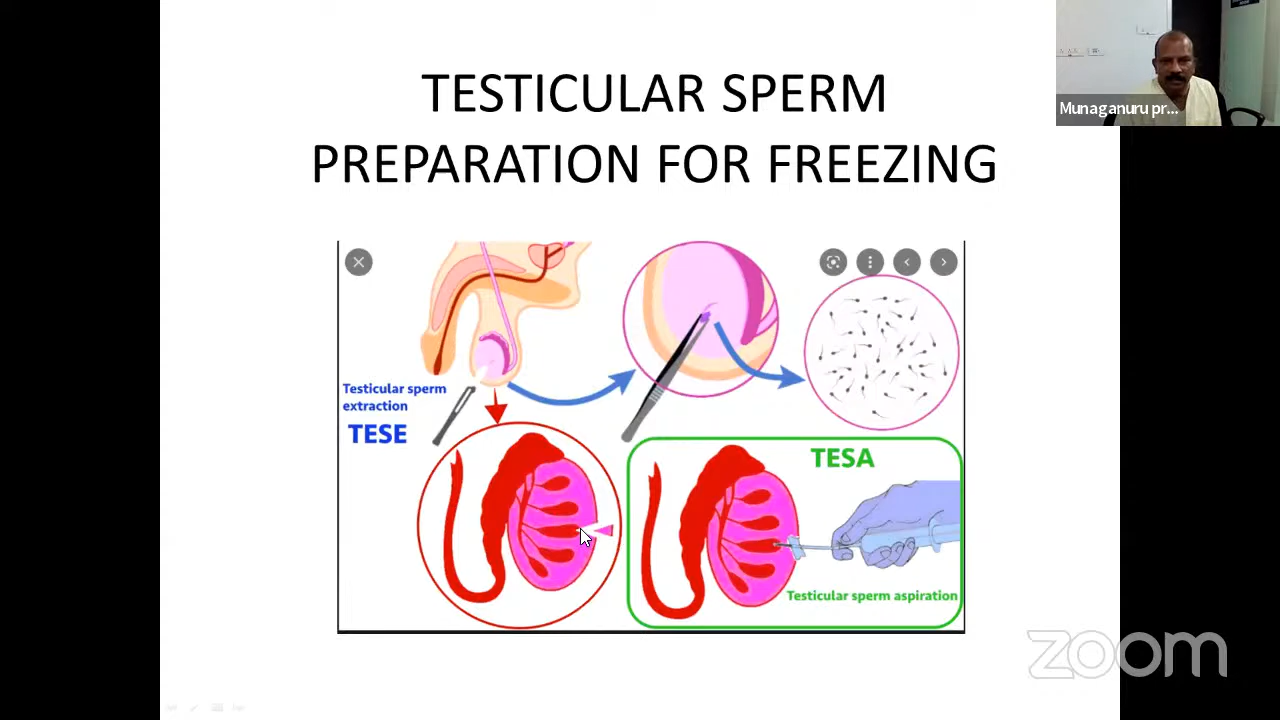 TESTICULAR SPERM
PREPARATION FOR FREEZING
Munaganuru pr...
Testicular sperm
extraction
TESE
TESA
Testicular sperm aspiration
zoom